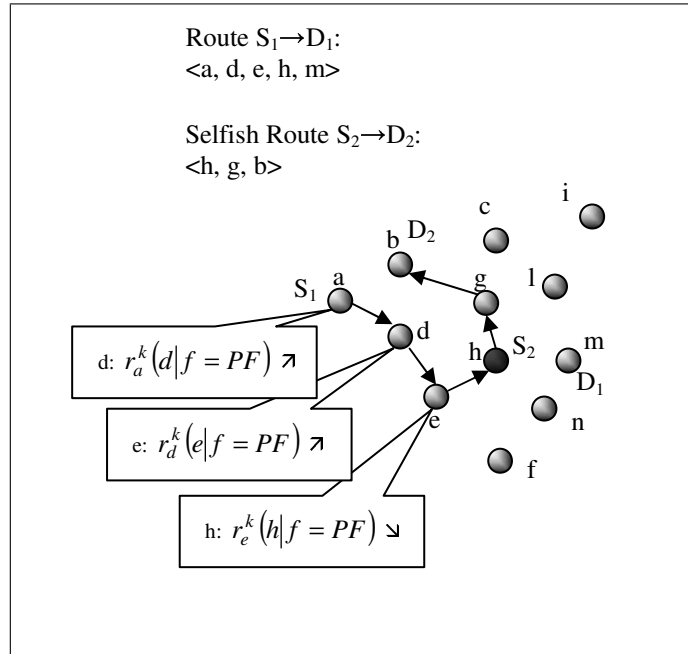 Route S₁→D₁:
<a, d, e, h, m>
Selfish Route S₂→D₂:
<h, g, b>
i
c
D₂
b
l
g
a
S₁
d
h
S₂
m
D₁
d: r_a^k(d|f = PF) ↗
e
n
e: r_d^k(e|f = PF) ↗
f
h: r_e^k(h|f = PF) ↘